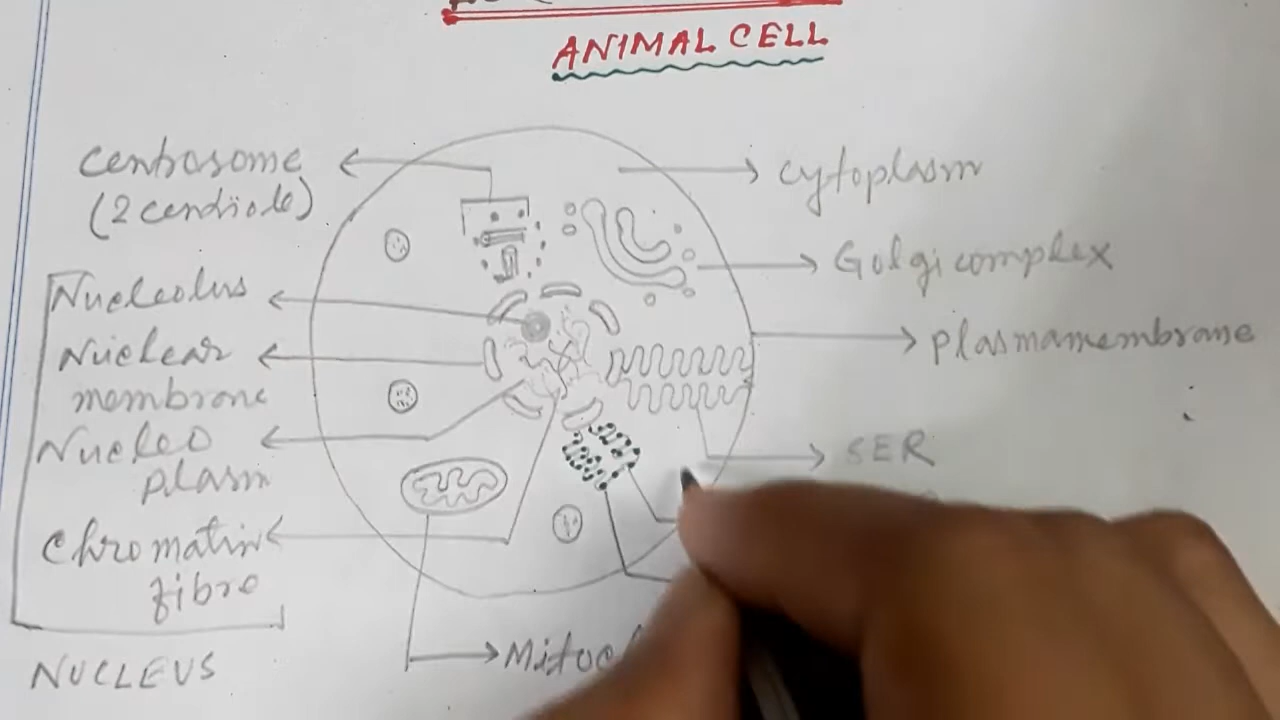 ANIMAL CELL
Centrosome
(2 centriole)
Nucleolus
Nuclear
membrane
Nucleo
plasm
Chromatin
fibre
NUCLEUS
cytoplasm
Golgi complex
plasmamembrane
SER